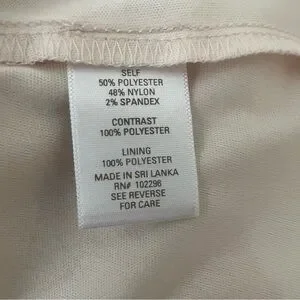 SELF
50% POLYESTER
48% NYLON
2% SPANDEX
CONTRAST
100% POLYESTER
LINING
100% POLYESTER
MADE IN SRI LANKA
RN# 102296
SEE REVERSE
FOR CARE